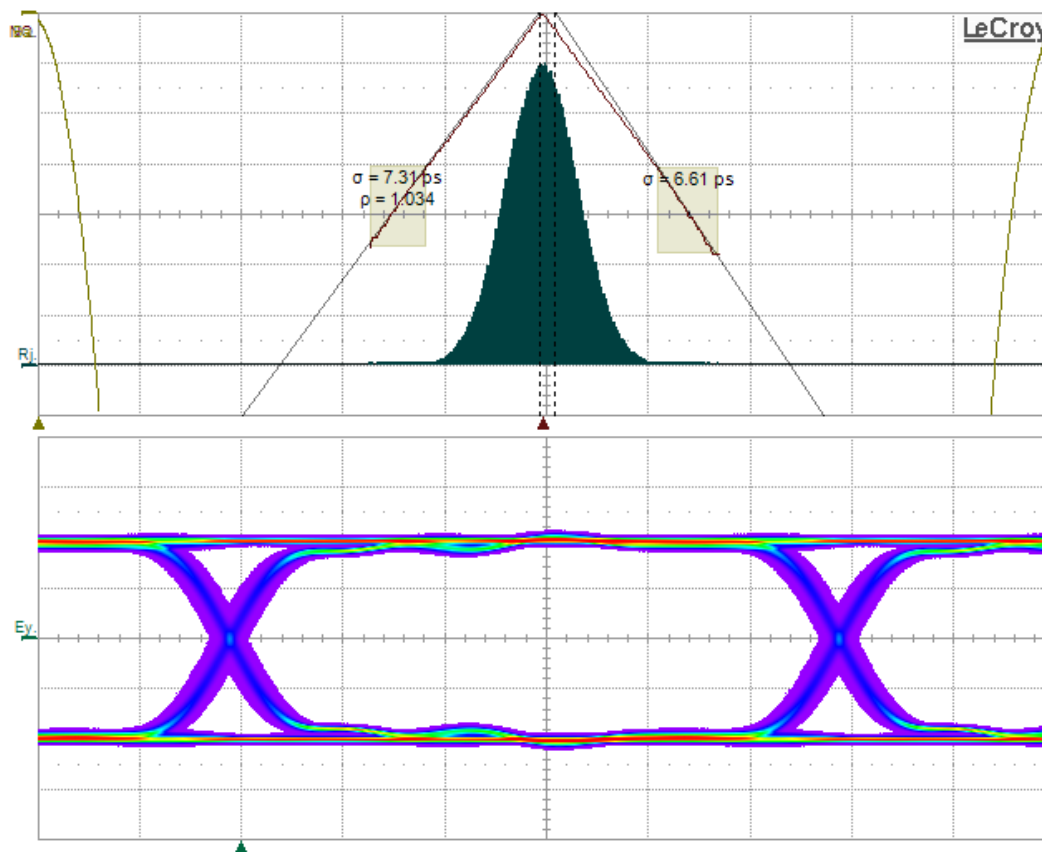 LeCroy
σ = 7.31 ps
ρ = 1.034
σ = 6.61 ps
Rj.
Ey.